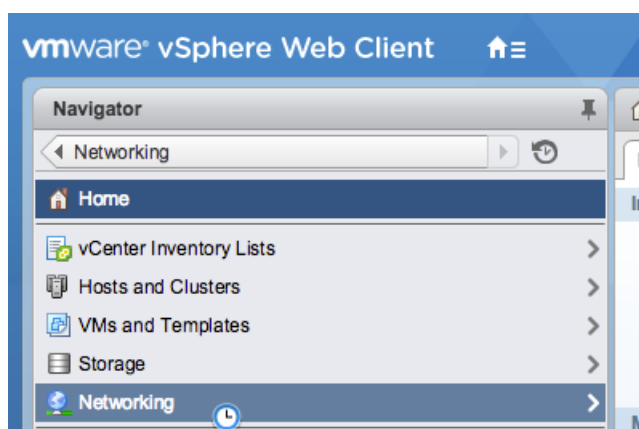 vmware® vSphere Web Client
Navigator
Networking
Home
vCenter Inventory Lists
Hosts and Clusters
VMs and Templates
Storage
Networking